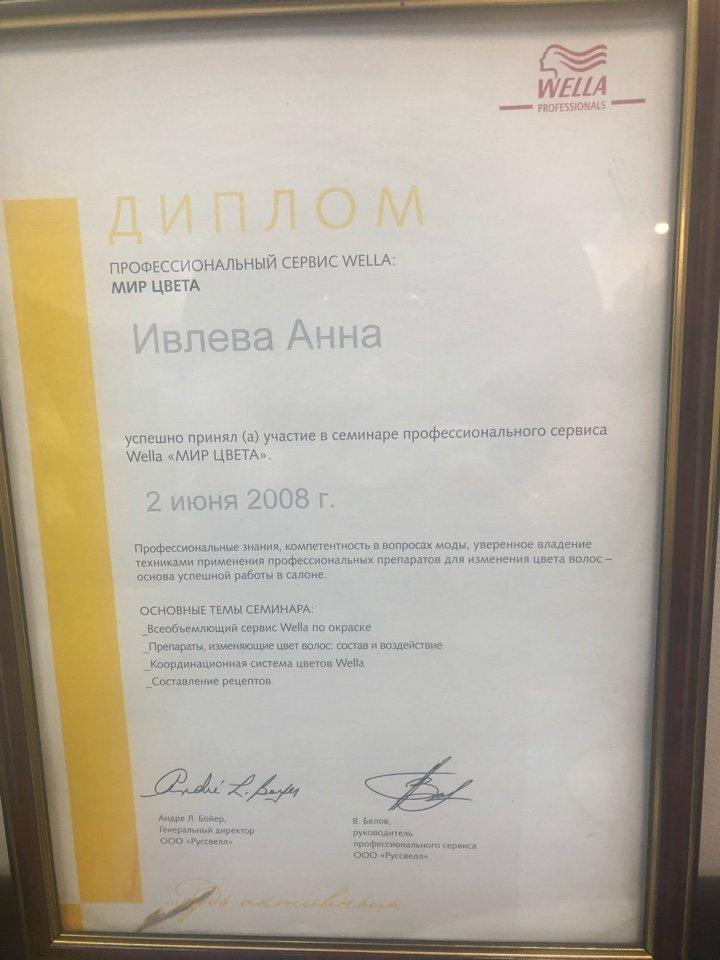 WELLA
PROFESSIONALS
ДИПЛОМ
ПРОФЕССИОНАЛЬНЫЙ СЕРВИС WELLA:
МИР ЦВЕТА
Ивлева Анна
успешно принял (а) участие в семинаре профессионального сервиса
Wella «МИР ЦВЕТА».
2 июня 2008 г.
Профессиональные знания, компетентность в вопросах моды, уверенное владение
техниками применения профессиональных препаратов для изменения цвета волос –
основа успешной работы в салоне.
ОСНОВНЫЕ ТЕМЫ СЕМИНАРА:
_Всеобъемлющий сервис Wella по окраске
_Препараты, изменяющие цвет волос: состав и воздействие
_Координационная система цветов Wella
_Составление рецептов
André L. Boyer
Андре Л. Бойер,
Генеральный директор
ООО «Руссвелл»
В. Белов,
руководитель
профессионального сервиса
ООО «Руссвелл»
активным